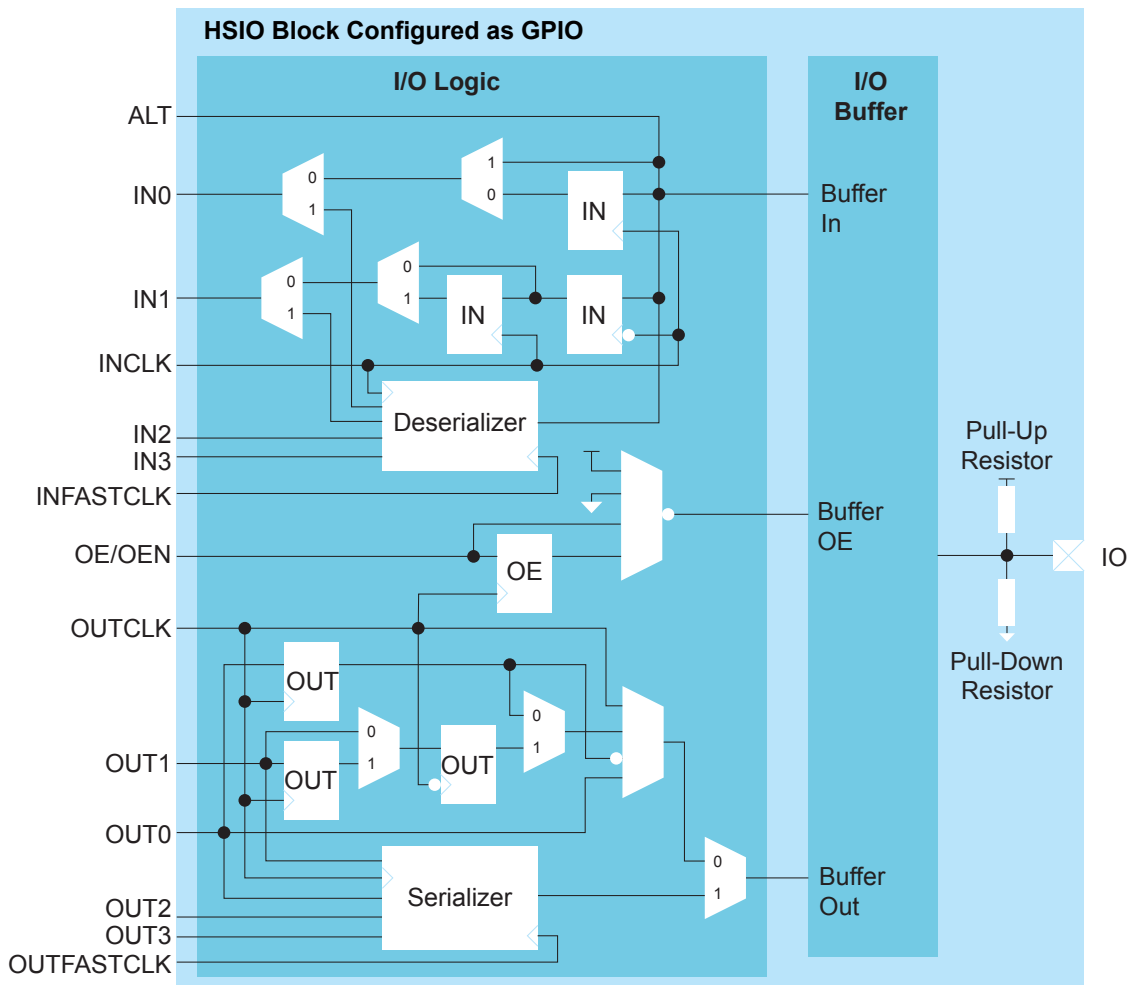 HSIO Block Configured as GPIO
I/O Logic
I/O
Buffer
ALT
1
0
IN0
0
1
IN
Buffer
In
0
0
IN1
1
1
IN
IN
INCLK
Deserializer
IN2
IN3
INFASTCLK
Pull-Up
Resistor
Buffer
OE
OE/OEN
OE
IO
OUTCLK
Pull-Down
Resistor
OUT
0
0
1
OUT1
1
OUT
OUT
OUT0
0
1
Serializer
Buffer
Out
OUT2
OUT3
OUTFASTCLK